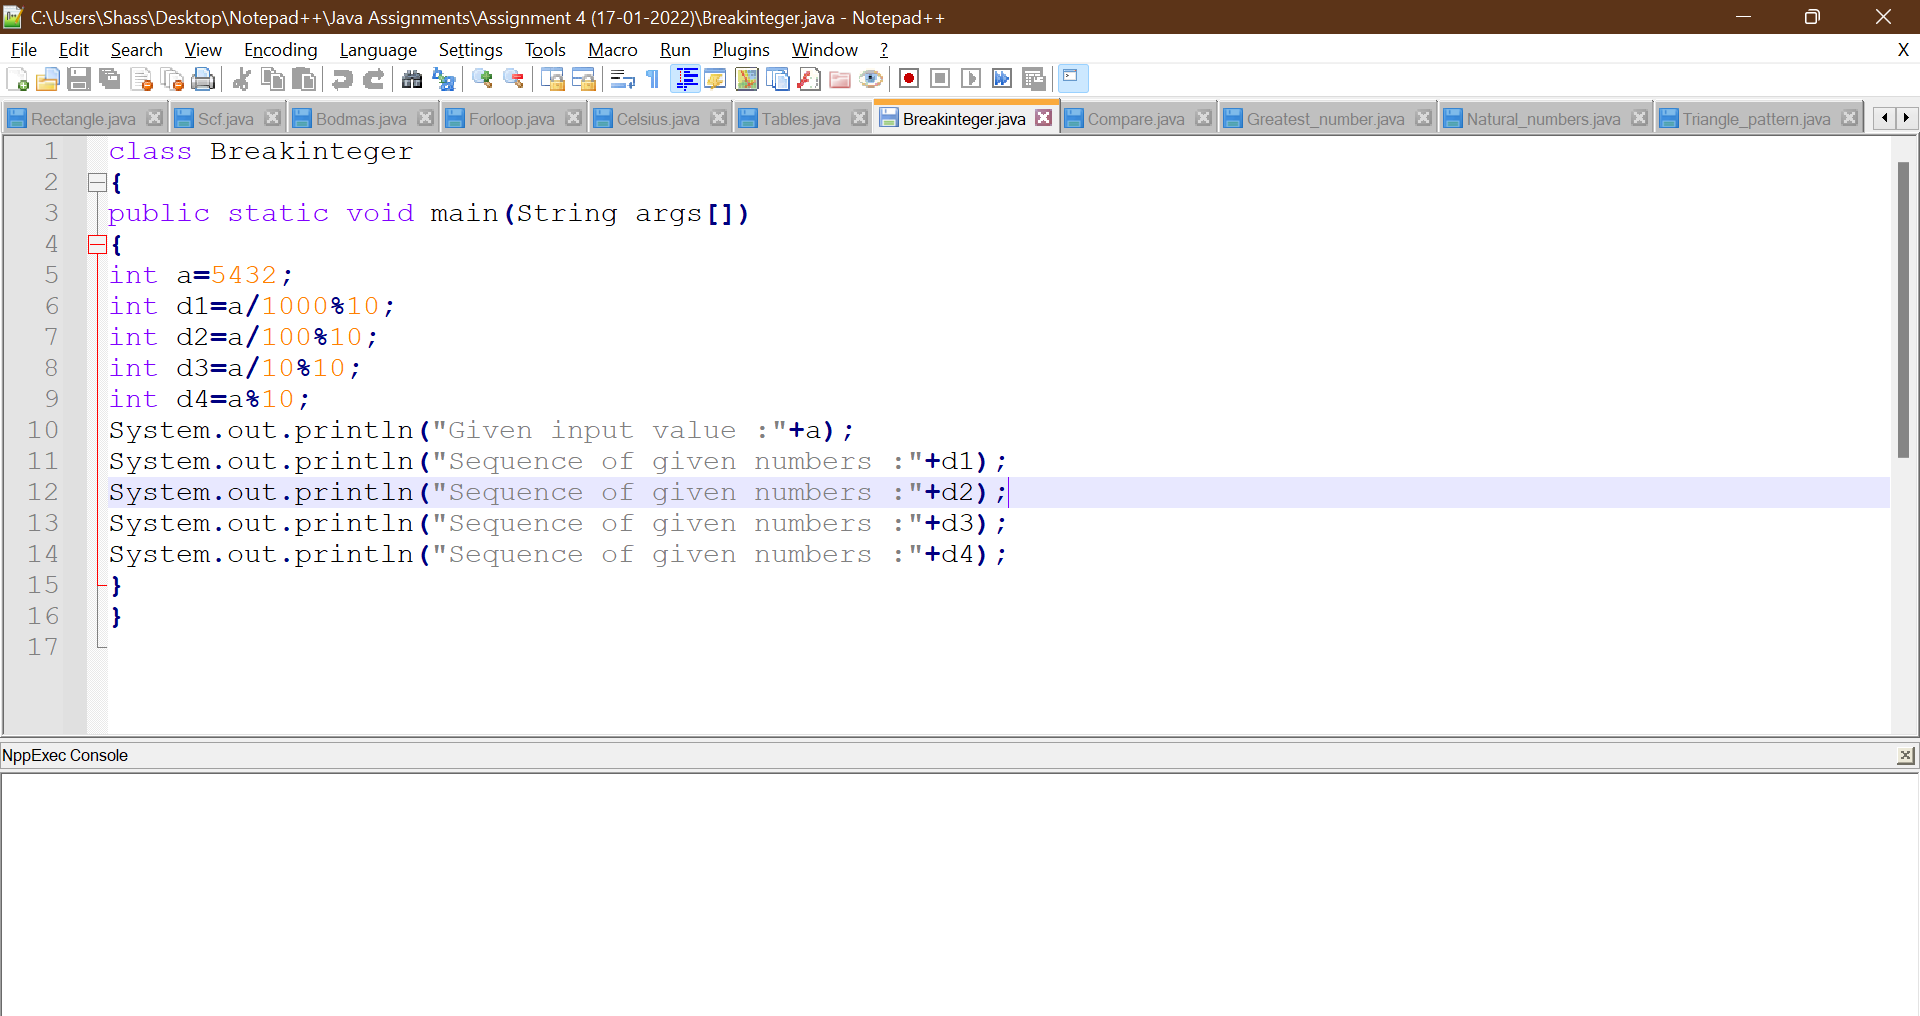 C:\Users\Shass\Desktop\Notepad++\Java Assignments\Assignment 4 (17-01-2022)\Breakinteger.java - Notepad++
File Edit Search View Encoding Language Settings Tools Macro Run Plugins Window ? X
Rectangle.java Scf.java Bodmas.java Forloop.java Celsius.java Tables.java Breakinteger.java Compare.java Greatest_number.java Natural_numbers.java Triangle_pattern.java
1 class Breakinteger
2 {
3 public static void main(String args[])
4 {
5 int a=5432;
6 int d1=a/1000%10;
7 int d2=a/100%10;
8 int d3=a/10%10;
9 int d4=a%10;
10 System.out.println("Given input value :"+a);
11 System.out.println("Sequence of given numbers :"+d1);
12 System.out.println("Sequence of given numbers :"+d2);
13 System.out.println("Sequence of given numbers :"+d3);
14 System.out.println("Sequence of given numbers :"+d4);
15 }
16 }
17
NppExec Console